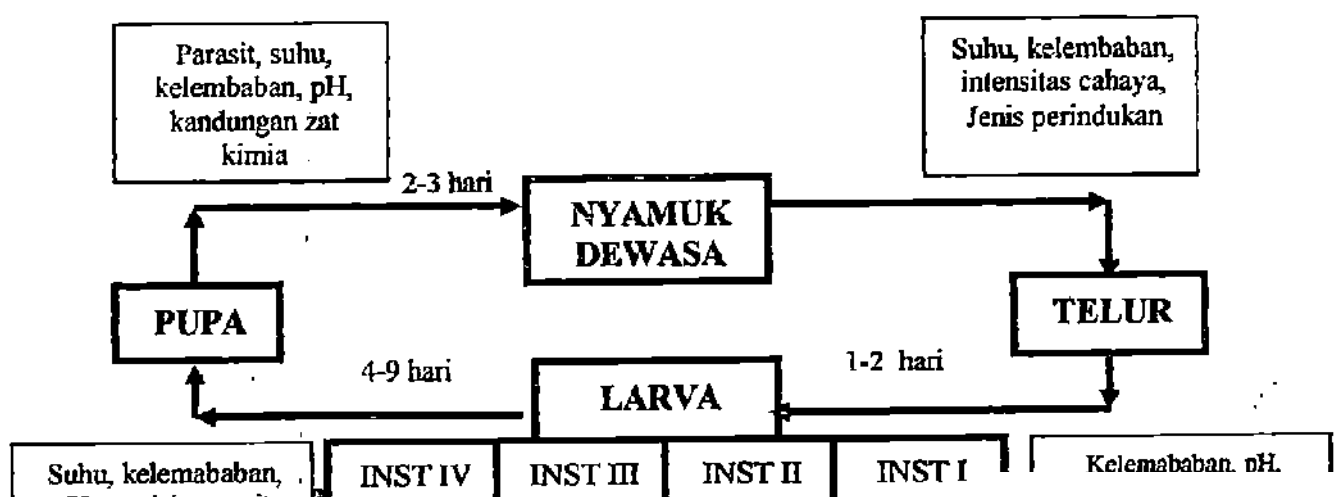 Parasit, suhu,
kelembaban, pH,
kandungan zat
kimia
Suhu, kelembaban,
intensitas cahaya,
Jenis perindukan
2-3 hari
NYAMUK
DEWASA
PUPA
TELUR
4-9 hari
1-2 hari
LARVA
Suhu, kelemababan,
INST IV
INST III
INST II
INST I
Kelemababan, pH,